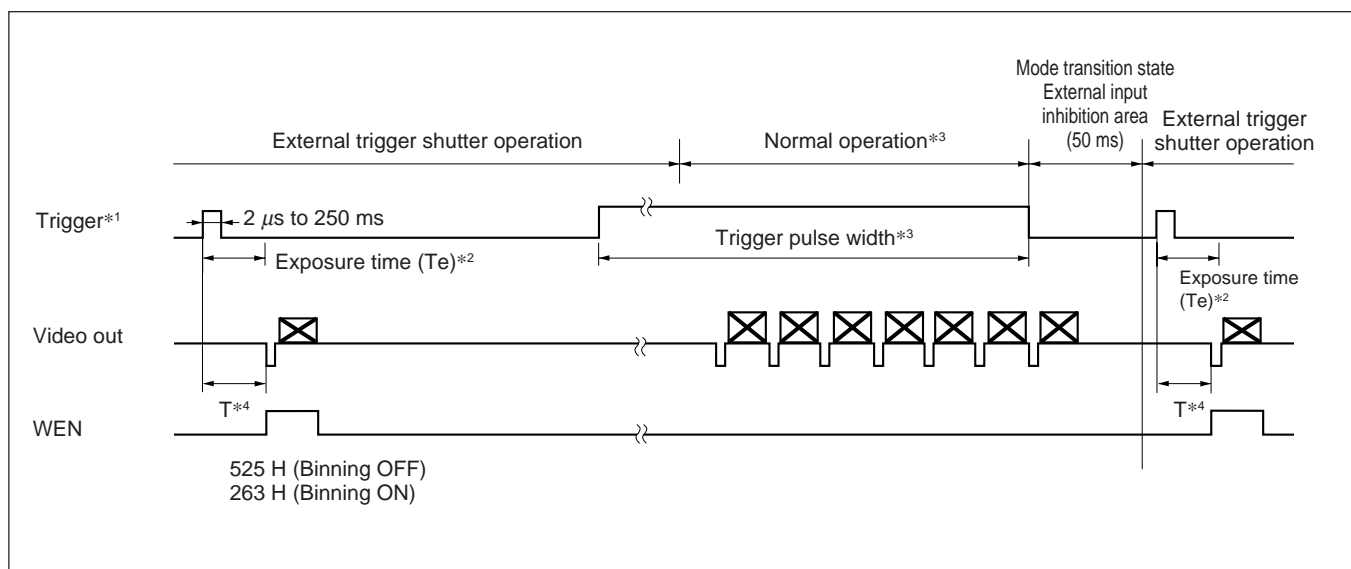 Mode transition state
External input
inhibition area
(50 ms)
External trigger shutter operation
Normal operation*3
External trigger
shutter operation
Trigger*1
2 μs to 250 ms
Trigger pulse width*3
Exposure time (Te)*2
Exposure time
(Te)*2
Video out
T*4
T*4
WEN
525 H (Binning OFF)
263 H (Binning ON)